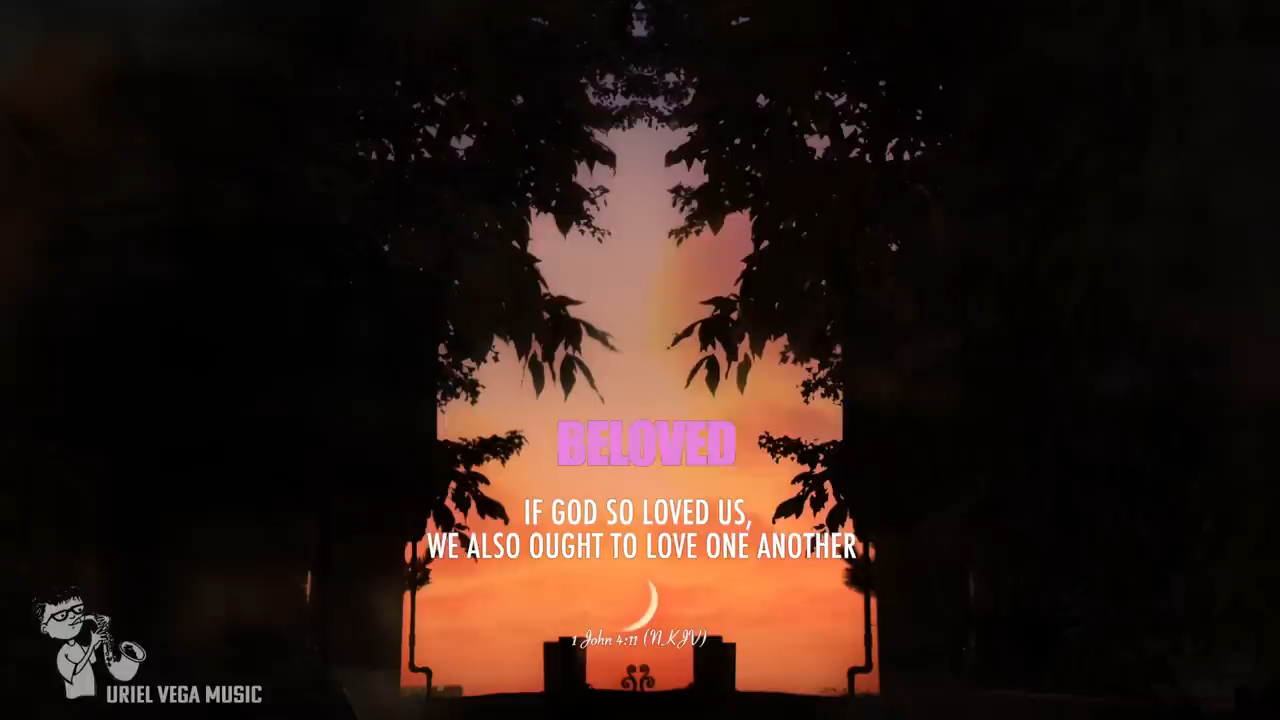 BELOVED
IF GOD SO LOVED US,
WE ALSO OUGHT TO LOVE ONE ANOTHER
1 John 4:11 (NKJV)
URIEL VEGA MUSIC